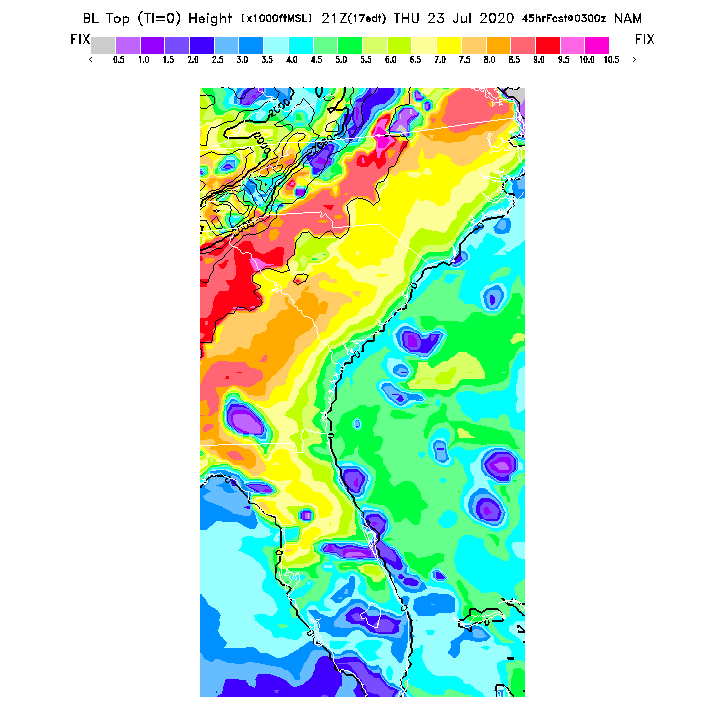 BL Top (TI=0) Height [x1000ftMSL] 21Z(17edt) THU 23 Jul 2020 45hrFcst@0300z NAM
FIX FIX
< 0.5 1.0 1.5 2.0 2.5 3.0 3.5 4.0 4.5 5.0 5.5 6.0 6.5 7.0 7.5 8.0 8.5 9.0 9.5 10.0 10.5 >
2000
2000